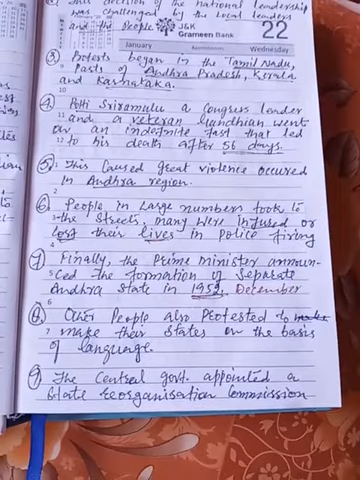 ② This decision of the national leadership
was challenged by the local leaders
and the People
J&K
Grameen Bank
22
January
Wednesday
③ Protests began in the Tamil Nadu,
Parts of Andhra Pradesh, Kerala
and Karnataka.
④ Potti Sriramulu a Congress leader
and a veteran Gandhian went
on an indefinite fast that led
to his death after 56 days.
⑤ This Caused great violence occured
in Andhra region.
⑥ People in Large numbers took to
the Streets, many were injused or
lost their lives in Police firing
⑦ Finally, the Prime Minister announ-
ced the formation of Separate
Andhra State in 1952. December
⑧ Other People also Protested to
make their states on the basis
of language.
⑨ The Central govt. appointed a
State reorganisation Commission